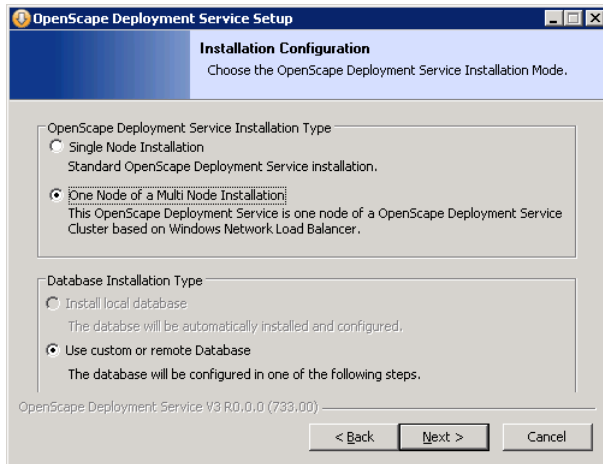 OpenScape Deployment Service Setup
Installation Configuration
Choose the OpenScape Deployment Service Installation Mode.
OpenScape Deployment Service Installation Type
Single Node Installation
Standard OpenScape Deployment Service installation.
One Node of a Multi Node Installation
This OpenScape Deployment Service is one node of a OpenScape Deployment Service
Cluster based on Windows Network Load Balancer.
Database Installation Type
Install local database
The databse will be automatically installed and configured.
Use custom or remote Database
The database will be configured in one of the following steps.
OpenScape Deployment Service V3 R0.0.0 (733.00)
< Back
Next >
Cancel